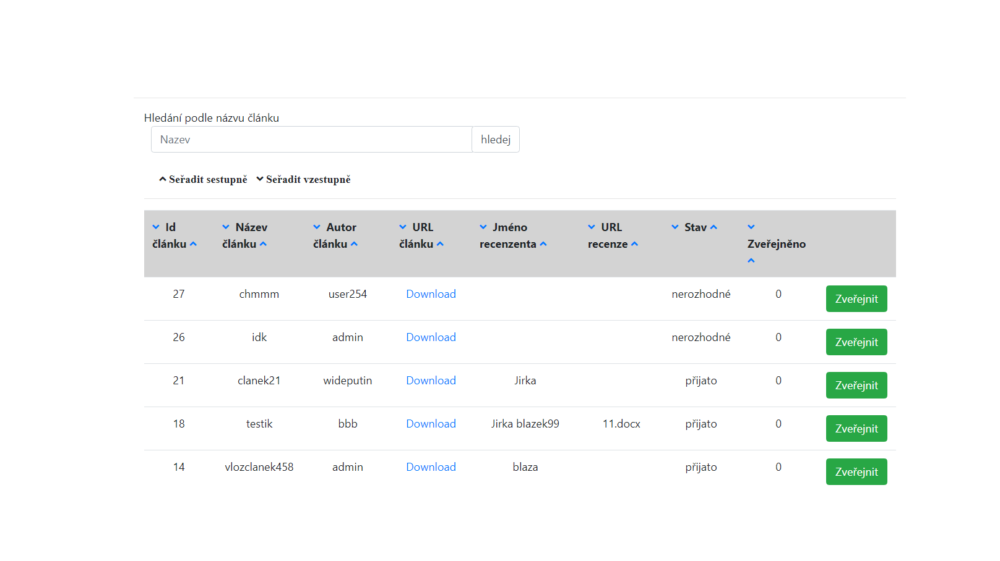 Hledání podle názvu článku
Nazev hledej
Seřadit sestupně Seřadit vzestupně
Id Název Autor URL Jméno URL Stav
článku článku článku článku recenzenta recenze Zveřejněno
27 chmmm user254 Download nerozhodné 0 Zveřejnit
26 idk admin Download nerozhodné 0 Zveřejnit
21 clanek21 wideputin Download Jirka přijato 0 Zveřejnit
18 testik bbb Download Jirka blazek99 11.docx přijato 0 Zveřejnit
14 vlozclanek458 admin Download blaza přijato 0 Zveřejnit